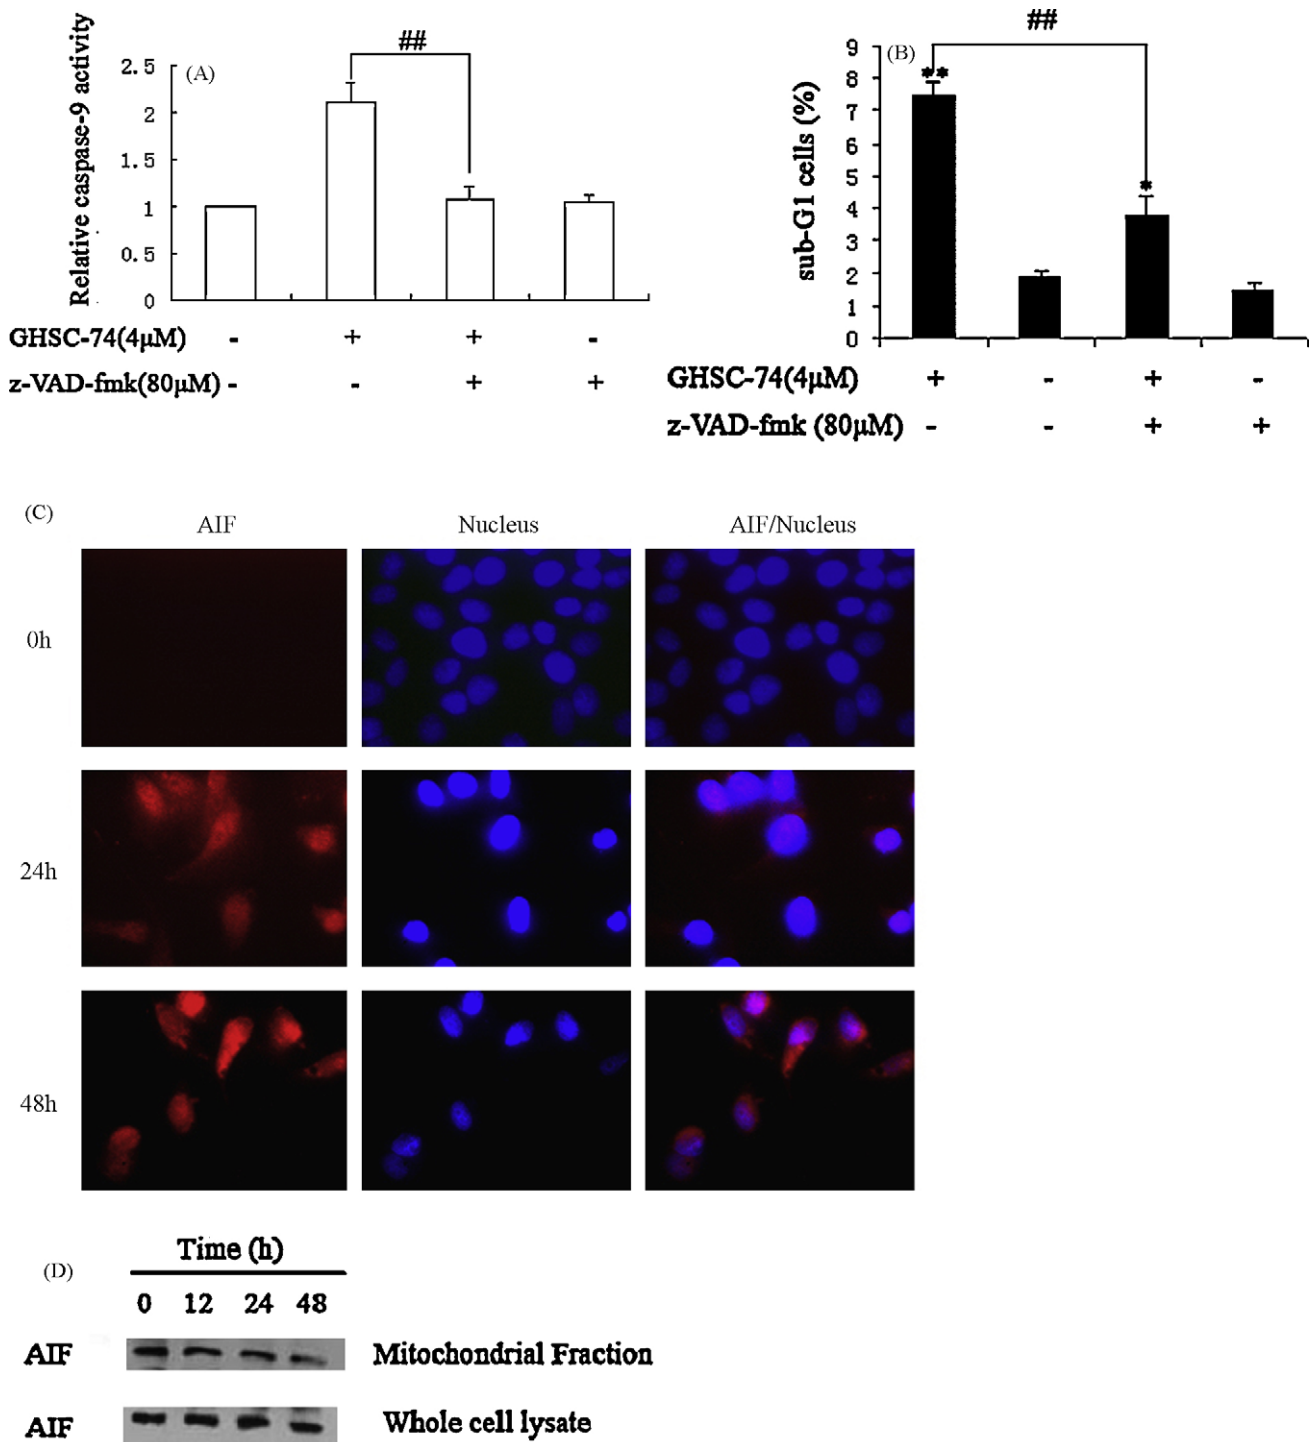 (A)
##
Relative caspase-9 activity
2.5
2
1.5
1
0.5
0
GHSC-74(4μM) - + + -
z-VAD-fmk(80μM) - - + +
(B)
##
sub-G1 cells (%)
9
8
7
6
5
4
3
2
1
0
**
*
GHSC-74(4μM) + - + -
z-VAD-fmk (80μM) - - + +
(C)
AIF Nucleus AIF/Nucleus
0h
24h
48h
(D)
Time (h)
0 12 24 48
AIF Mitochondrial Fraction
AIF Whole cell lysate